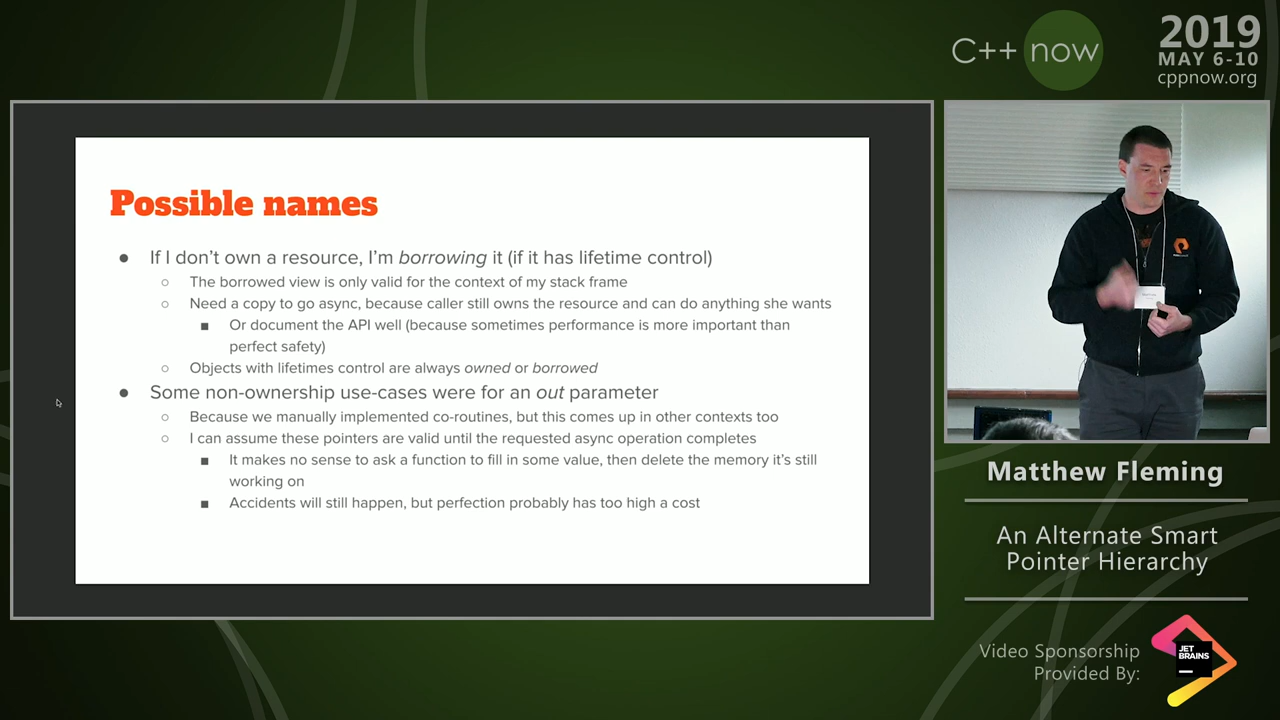 C++ now
2019
MAY 6-10
cppnow.org
Possible names
If I don't own a resource, I'm borrowing it (if it has lifetime control)
The borrowed view is only valid for the context of my stack frame
Need a copy to go async, because caller still owns the resource and can do anything she wants
Or document the API well (because sometimes performance is more important than
perfect safety)
Objects with lifetimes control are always owned or borrowed
Some non-ownership use-cases were for an out parameter
Because we manually implemented co-routines, but this comes up in other contexts too
I can assume these pointers are valid until the requested async operation completes
It makes no sense to ask a function to fill in some value, then delete the memory it's still
working on
Accidents will still happen, but perfection probably has too high a cost
Matthew Fleming
An Alternate Smart
Pointer Hierarchy
Video Sponsorship
Provided By:
JET
BRAINS